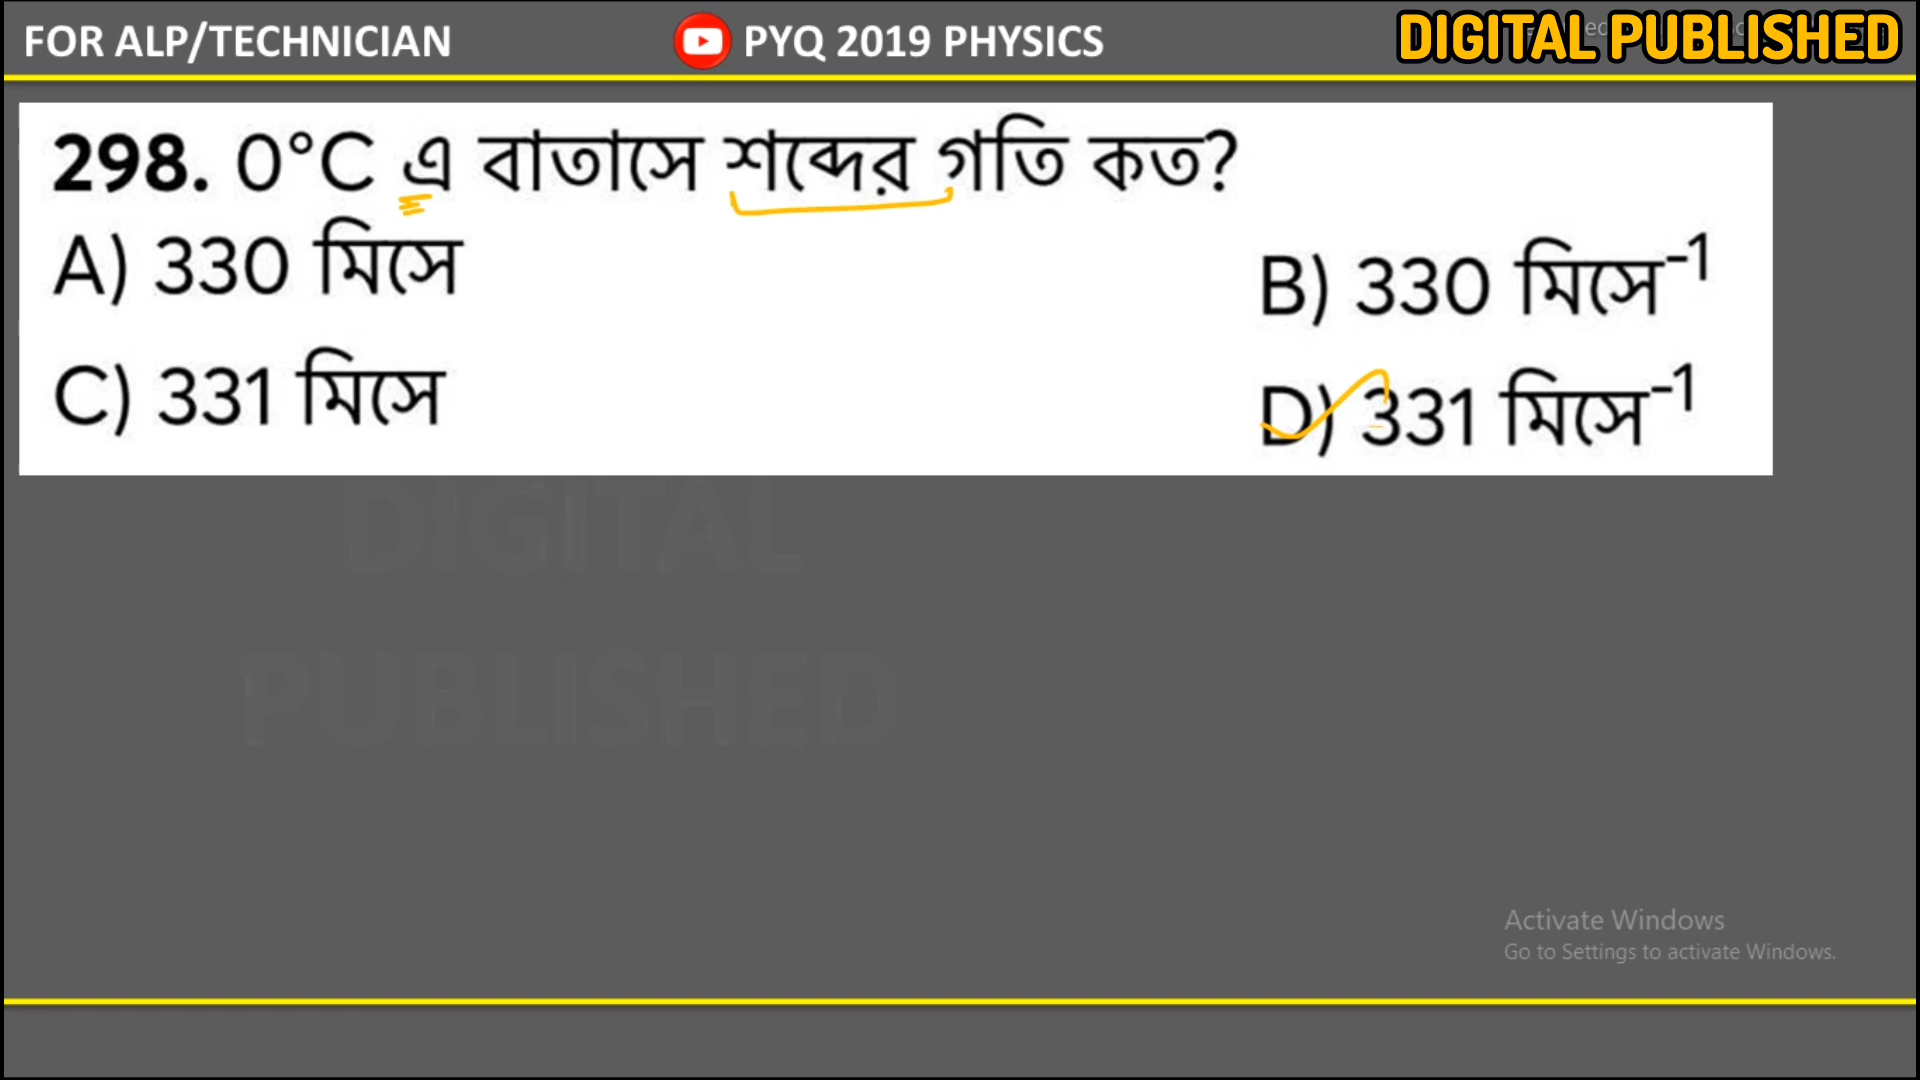 FOR ALP/TECHNICIAN
PYQ 2019 PHYSICS
DIGITAL PUBLISHED
298. 0°C এ বাতাসে শব্দের গতি কত?
A) 330 মিসে
B) 330 মিসে⁻¹
C) 331 মিসে
D) 331 মিসে⁻¹
DIGITAL
PUBLISHED
Activate Windows
Go to Settings to activate Windows.